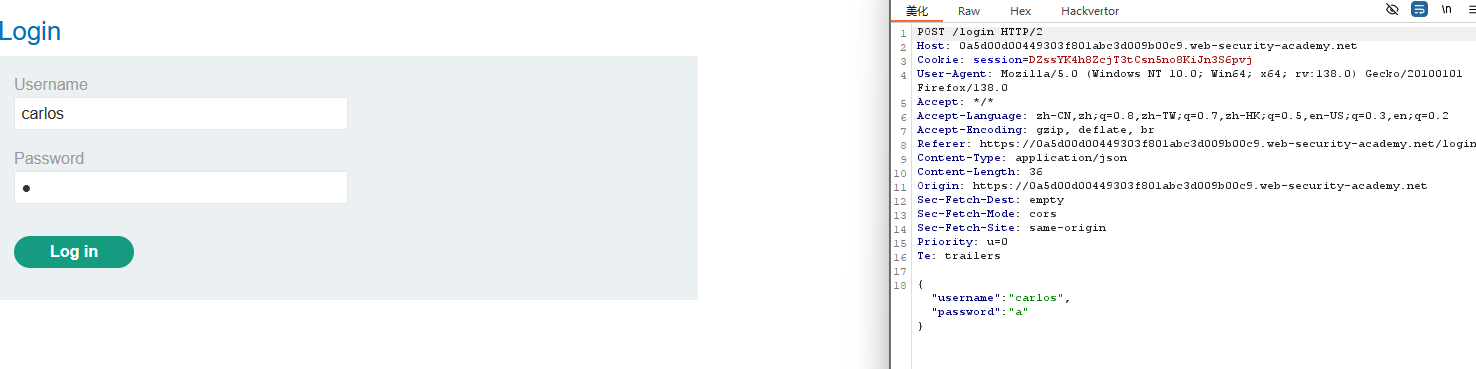 Login
Username
carlos
Password
●
Log in
美化 Raw Hex Hackvertor
\n
1 POST /login HTTP/2
2 Host: 0a5d00d00449303f801abc3d009b00c9.web-security-academy.net
3 Cookie: session=DZssYK4h8ZcjT3tCsn5no8KiJn3S6pvj
4 User-Agent: Mozilla/5.0 (Windows NT 10.0; Win64; x64; rv:138.0) Gecko/20100101
Firefox/138.0
5 Accept: */*
6 Accept-Language: zh-CN,zh;q=0.8,zh-TW;q=0.7,zh-HK;q=0.5,en-US;q=0.3,en;q=0.2
7 Accept-Encoding: gzip, deflate, br
8 Referer: https://0a5d00d00449303f801abc3d009b00c9.web-security-academy.net/login
9 Content-Type: application/json
10 Content-Length: 36
11 Origin: https://0a5d00d00449303f801abc3d009b00c9.web-security-academy.net
12 Sec-Fetch-Dest: empty
13 Sec-Fetch-Mode: cors
14 Sec-Fetch-Site: same-origin
15 Priority: u=0
16 Te: trailers
17
18 {
"username":"carlos",
"password":"a"
}